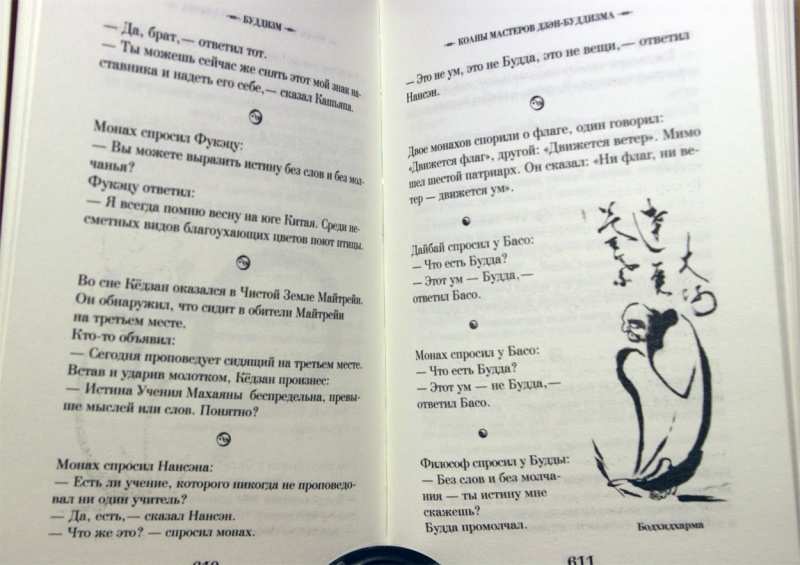 БУДДИЗМ
— Да, брат,— ответил тот.
— Ты можешь сейчас же снять этот мой знак на-
ставника и надеть его себе,— сказал Кашьяпа.
Монах спросил Фукэцу:
— Вы можете выразить истину без слов и без мол-
чанья?
Фукэцу ответил:
— Я всегда помню весну на юге Китая. Среди не-
сметных видов благоухающих цветов поют птицы.
Во сне Кёдзан оказался в Чистой Земле Майтрейи.
Он обнаружил, что сидит в обители Майтрейи
на третьем месте.
Кто-то объявил:
— Сегодня проповедует сидящий на третьем месте.
Встав и ударив молотком, Кёдзан произнес:
— Истина Учения Махаяны беспредельна, превы-
ше мыслей или слов. Понятно?
Монах спросил Нансэна:
— Есть ли учение, которого никогда не проповедо-
вал ни один учитель?
— Да, есть,— сказал Нансэн.
— Что же это? — спросил монах.
610
КОАНЫ МАСТЕРОВ ДЗЭН-БУДДИЗМА
— Это не ум, это не Будда, это не вещи,— ответил
Нансэн.
Двое монахов спорили о флаге, один говорил:
«Движется флаг», другой: «Движется ветер». Мимо
шел шестой патриарх. Он сказал: «Ни флаг, ни ве-
тер — движется ум».
Дайбай спросил у Басо:
— Что есть Будда?
— Этот ум — Будда,—
ответил Басо.
Монах спросил у Басо:
— Что есть Будда?
— Этот ум — не Будда,—
ответил Басо.
Философ спросил у Будды:
— Без слов и без молча-
ния — ты истину мне
скажешь?
Будда промолчал.
Бодхидхарма
611